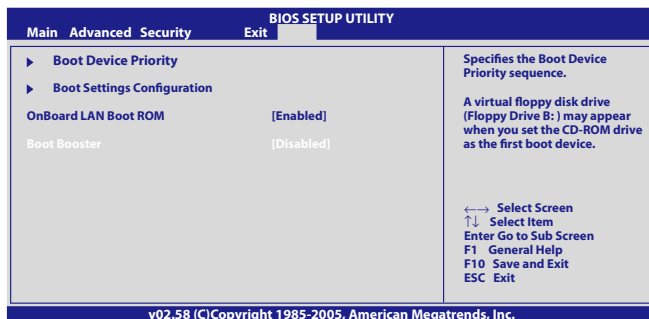 BIOS SETUP UTILITY
Main Advanced Security Exit
Boot Device Priority
Boot Settings Configuration
OnBoard LAN Boot ROM [Enabled]
Boot Booster [Disabled]
Specifies the Boot Device
Priority sequence.
A virtual floppy disk drive
(Floppy Drive B: ) may appear
when you set the CD-ROM drive
as the first boot device.
←→ Select Screen
↑↓ Select Item
Enter Go to Sub Screen
F1 General Help
F10 Save and Exit
ESC Exit
v02.58 (C)Copyright 1985-2005, American Megatrends, Inc.